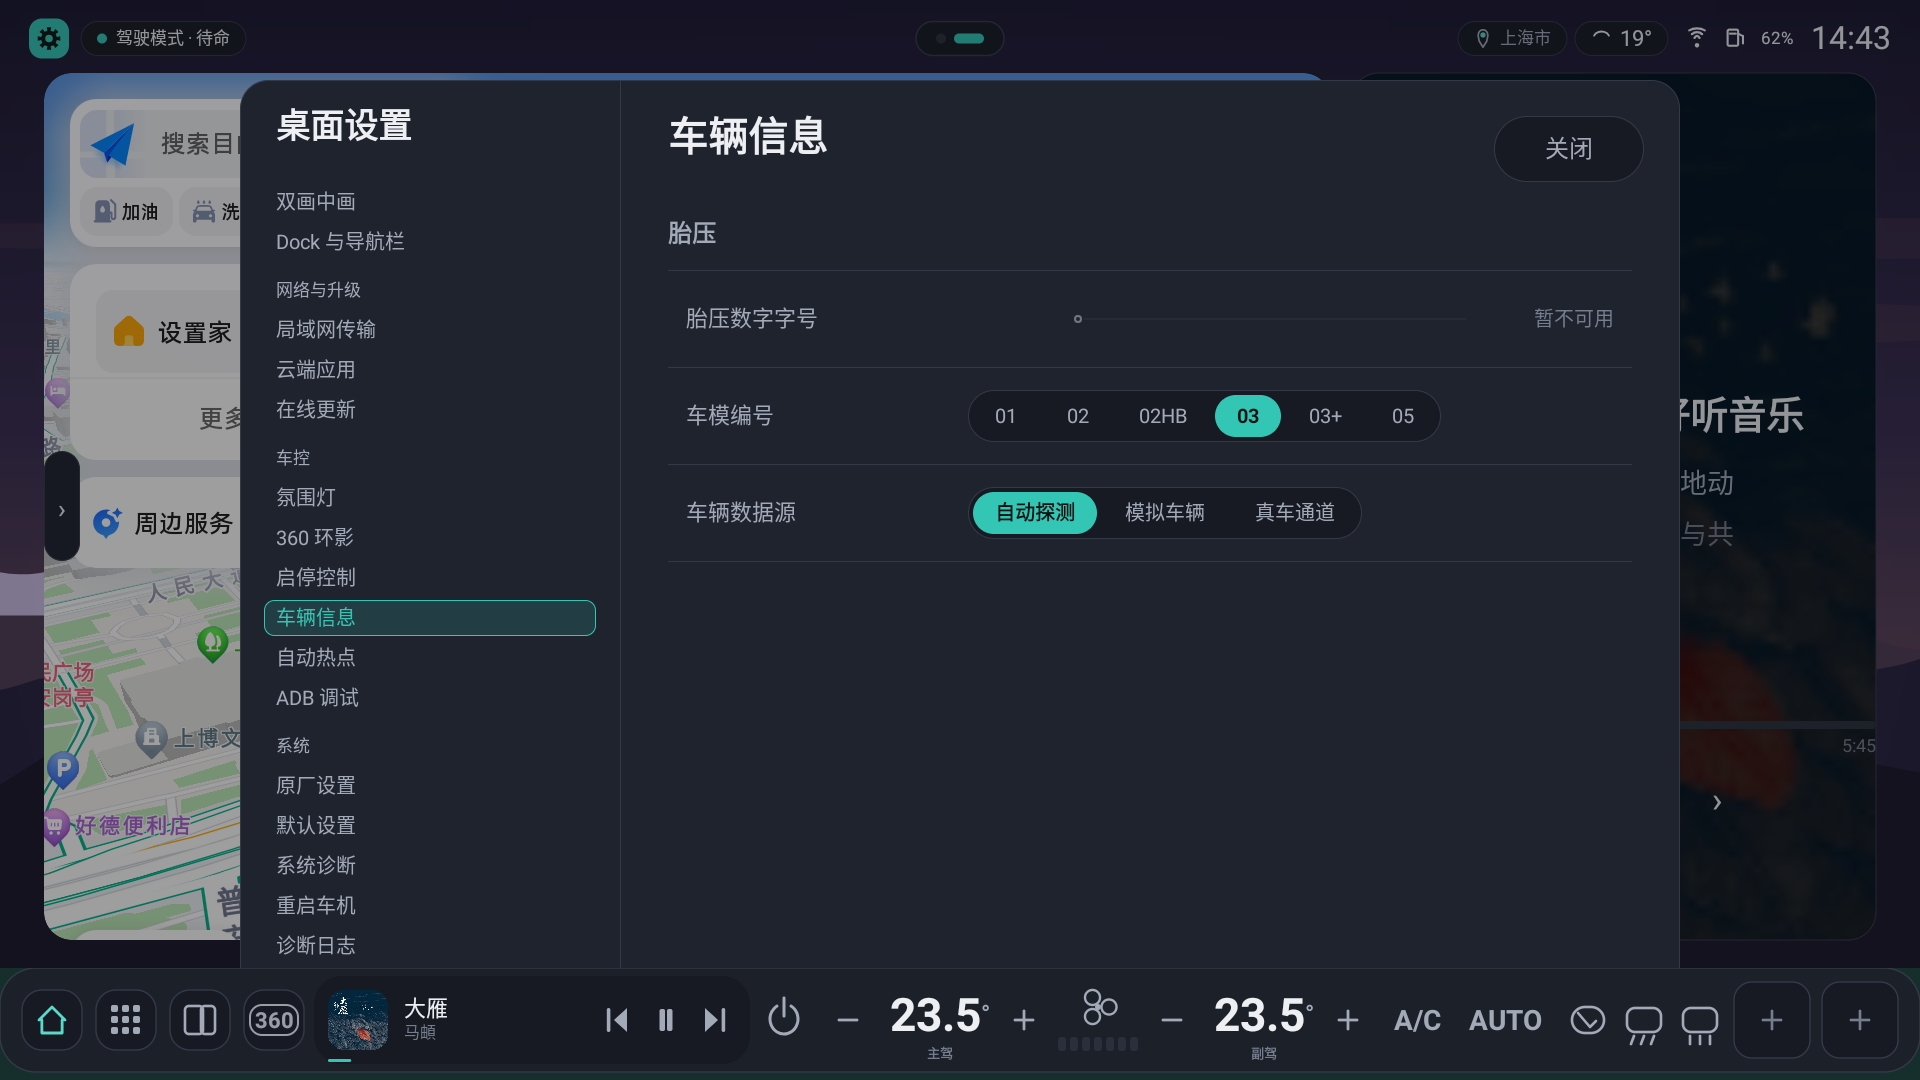 驾驶模式 · 待命
上海市
19°
62%
14:43
搜索目
加油
洗
设置家
更多
周边服务
里
路
人民大
广场
岗亭
上博文
P
好德便利店
普
桌面设置
双画中画
Dock 与导航栏
网络与升级
局域网传输
云端应用
在线更新
车控
氛围灯
360 环影
启停控制
车辆信息
自动热点
ADB 调试
系统
原厂设置
默认设置
系统诊断
重启车机
诊断日志
车辆信息
关闭
胎压
胎压数字字号
暂不可用
车模编号
01
02
02HB
03
03+
05
车辆数据源
自动探测
模拟车辆
真车通道
好听音乐
地动
与共
5:45
360
大雁
马頔
23.5°
主驾
23.5°
副驾
A/C
AUTO